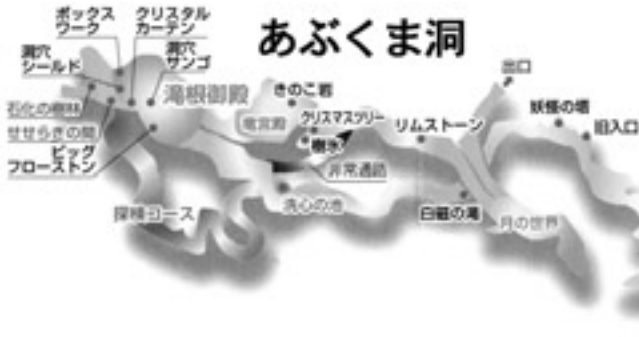 あぶくま洞
ボックス
ワーク
クリスタル
カーテン
洞穴
シールド
洞穴
サンゴ
滝根御殿
石化の樹林
せせらぎの間
ビッグ
フローストン
探検コース
きのこ岩
竜宮殿
クリスマスツリー
樹氷
非常通路
洗心の池
リムストーン
白磁の滝
月の世界
出口
妖怪の塔
旧入口